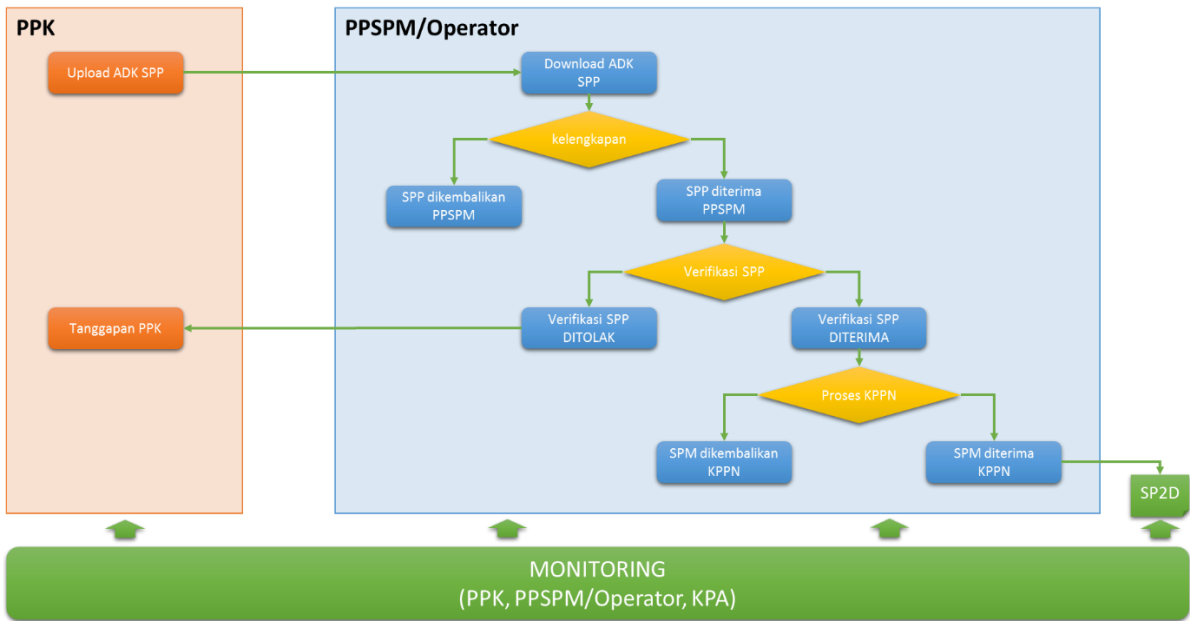 PPK
PPSPM/Operator
Upload ADK SPP
Download ADK
SPP
kelengkapan
SPP dikembalikan
PPSPM
SPP diterima
PPSPM
Verifikasi SPP
Tanggapan PPK
Verifikasi SPP
DITOLAK
Verifikasi SPP
DITERIMA
Proses KPPN
SPM dikembalikan
KPPN
SPM diterima
KPPN
SP2D
MONITORING
(PPK, PPSPM/Operator, KPA)